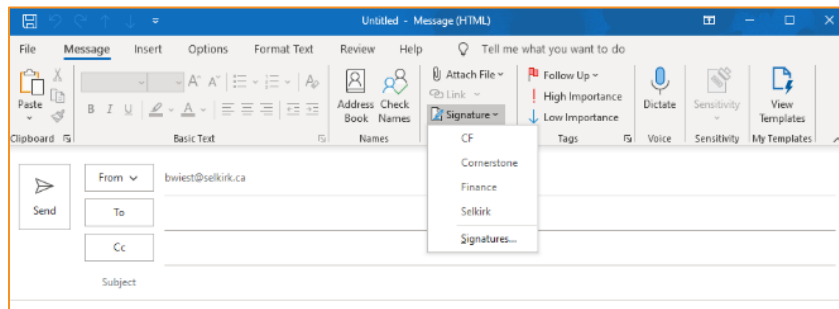 Untitled - Message (HTML)
File Message Insert Options Format Text Review Help Tell me what you want to do
Paste
B I U A
Address Book
Check Names
Attach File
Link
Signature
Follow Up
High Importance
Low Importance
Dictate
Sensitivity
View Templates
Clipboard Basic Text Names Tags Voice Sensitivity My Templates
CF
Cornerstone
Finance
Selkirk
Signatures...
Send
From bwiest@selkirk.ca
To
Cc
Subject